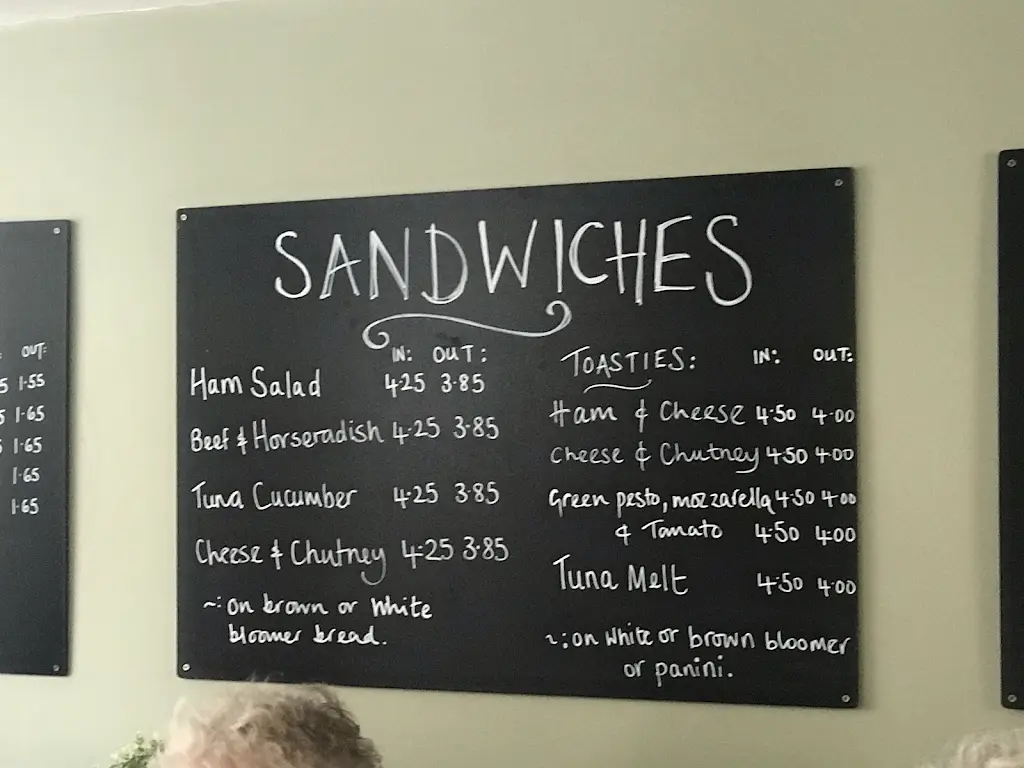 OUT:
5 1.55
5 1.65
5 1.65
1.65
1.65
SANDWICHES
IN: OUT:
Ham Salad 4.25 3.85
Beef & Horseradish 4.25 3.85
Tuna Cucumber 4.25 3.85
Cheese & Chutney 4.25 3.85
~: on brown or white
bloomer bread.
TOASTIES: IN: OUT:
Ham & Cheese 4.50 4.00
Cheese & Chutney 4.50 4.00
Green pesto, mozzarella 4.50 4.00
& Tomato 4.50 4.00
Tuna Melt 4.50 4.00
~: on white or brown bloomer
or panini.